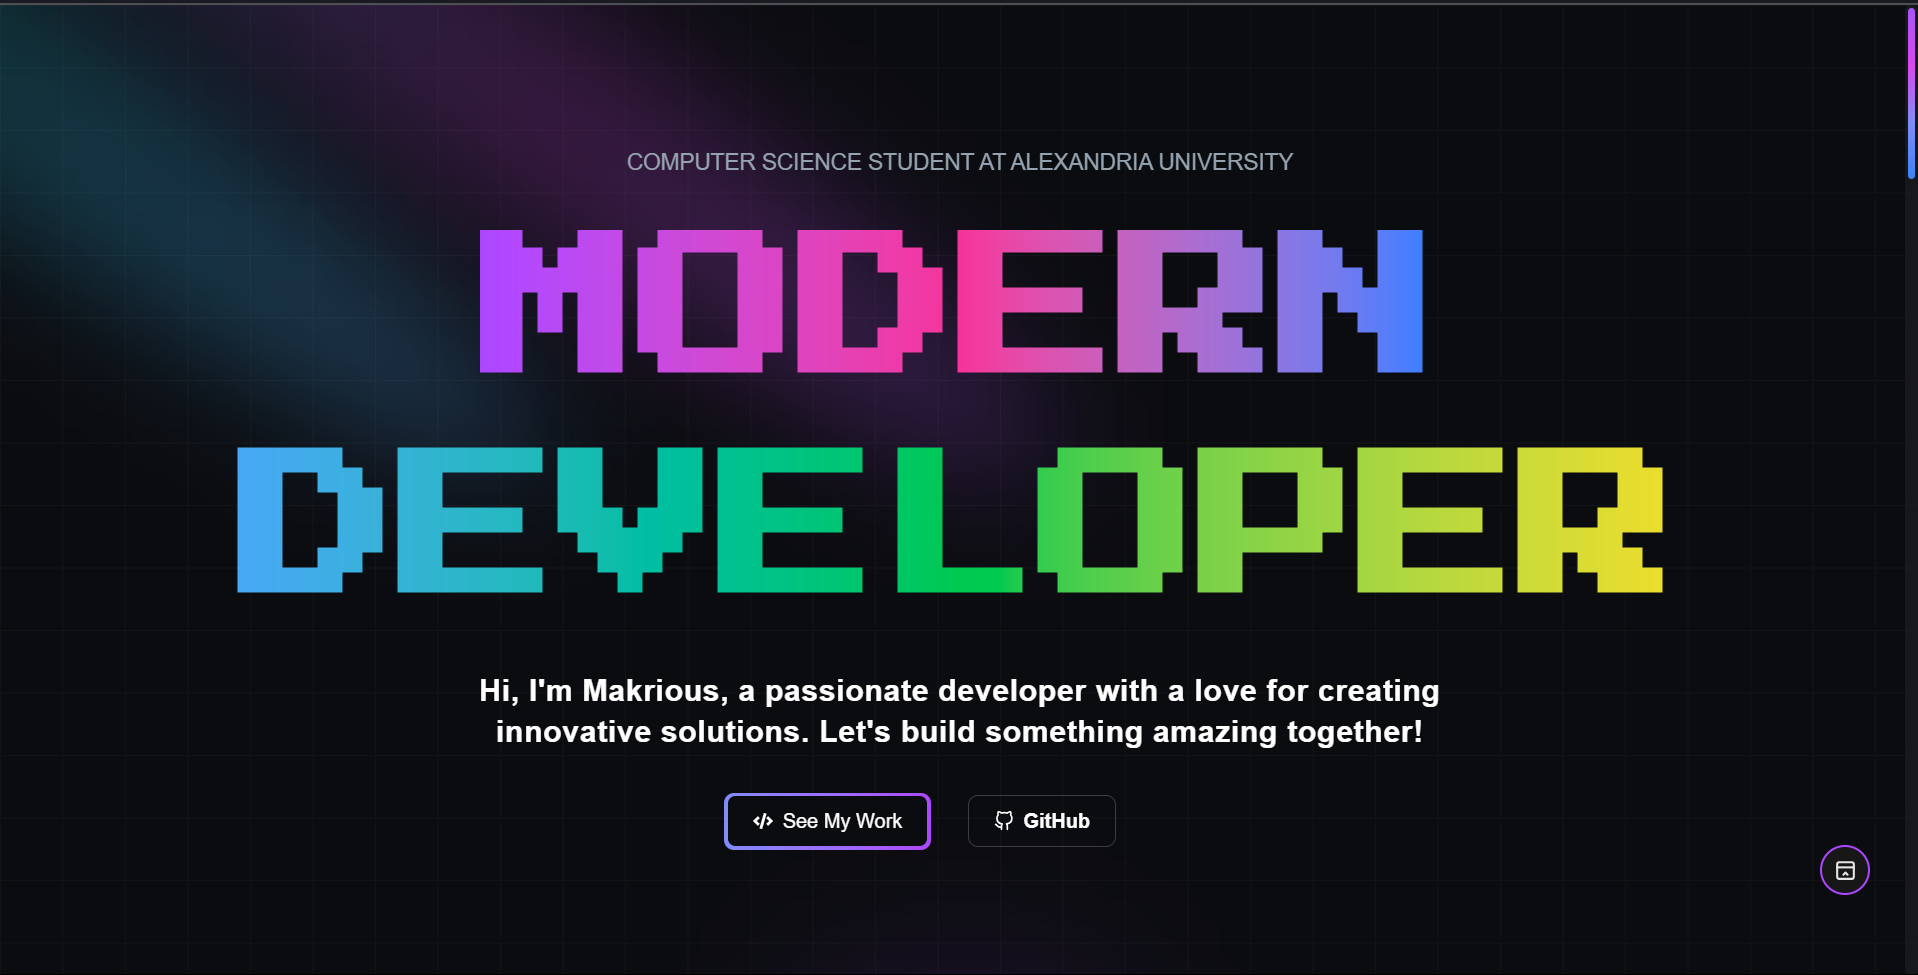 COMPUTER SCIENCE STUDENT AT ALEXANDRIA UNIVERSITY
MODERN
DEVELOPER
Hi, I'm Makrious, a passionate developer with a love for creating
innovative solutions. Let's build something amazing together!
See My Work
GitHub